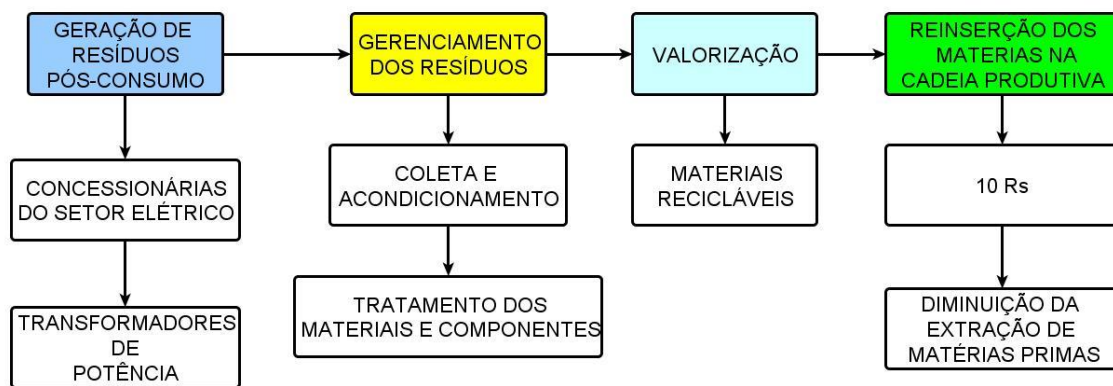 GERAÇÃO DE
RESÍDUOS
PÓS-CONSUMO
GERENCIAMENTO
DOS RESÍDUOS
VALORIZAÇÃO
REINSERÇÃO DOS
MATERIAS NA
CADEIA PRODUTIVA
CONCESSIONÁRIAS
DO SETOR ELÉTRICO
COLETA E
ACONDICIONAMENTO
MATERIAIS
RECICLÁVEIS
10 Rs
TRANSFORMADORES
DE
POTÊNCIA
TRATAMENTO DOS
MATERIAIS E COMPONENTES
DIMINUIÇÃO DA
EXTRAÇÃO DE
MATÉRIAS PRIMAS